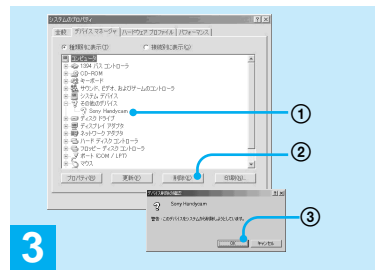 システムのプロパティ
全般 デバイス マネージャ ハードウェア プロファイル パフォーマンス
種類別に表示(T) 接続別に表示(C)
コンピュータ
1394 バス コントローラ
CD-ROM
キーボード
サウンド、ビデオ、およびゲームのコントローラ
システム デバイス
その他のデバイス
Sony Handycam
ディスク ドライブ
ディスプレイ アダプタ
ネットワーク アダプタ
ハード ディスク コントローラ
フロッピー ディスク コントローラ
ポート (COM / LPT)
マウス
プロパティ(R) 更新(F) 削除(E) 印刷(N)...
①
②
デバイス削除の確認
Sony Handycam
警告: このデバイスをシステムから削除しようとしています。
OK キャンセル
③
3